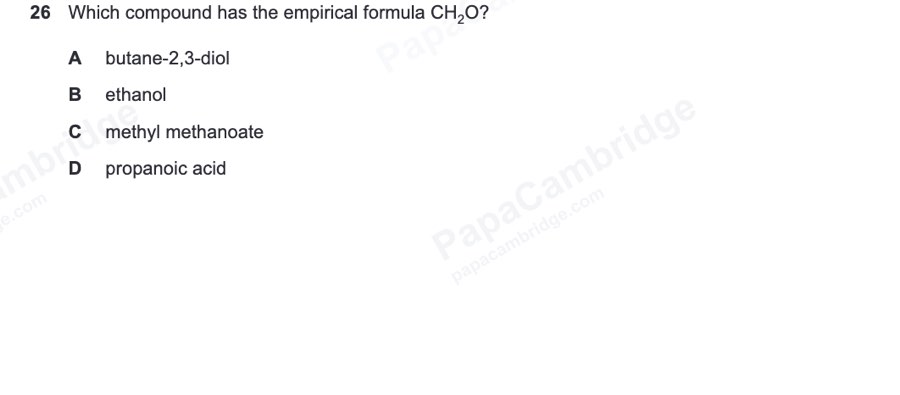 26 Which compound has the empirical formula CH₂O?
A butane-2,3-diol
B ethanol
C methyl methanoate
D propanoic acid
PapaCambridge
papacambridge.com